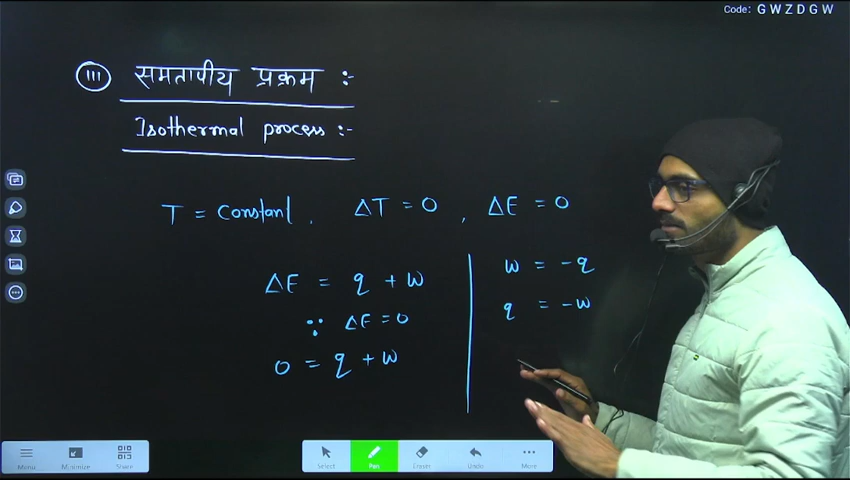 Code: GWZDGW
III समतापीय प्रक्रम :-
Isothermal process :-
T = Constant, ΔT = 0, ΔE = 0
ΔE = q + w
∵ ΔE = 0
0 = q + w
w = -q
q = -w
Menu Minimize Share Select Pen Eraser Undo More